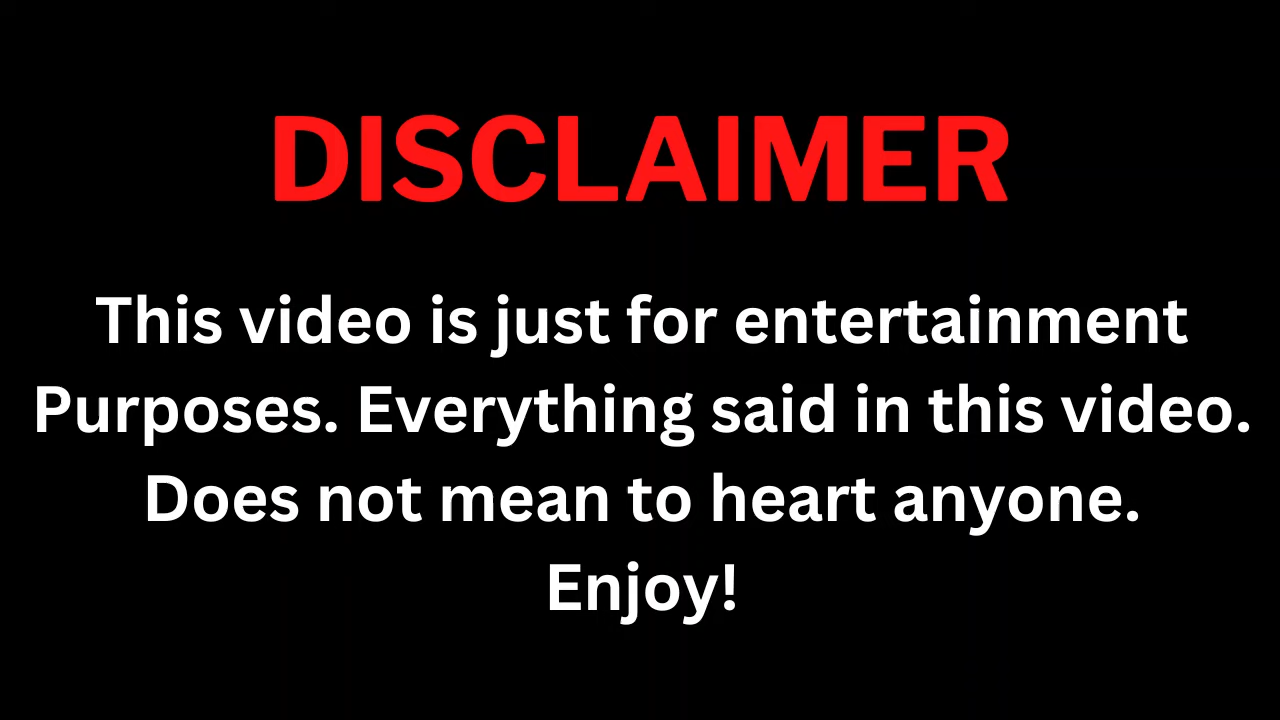 DISCLAIMER
This video is just for entertainment
Purposes. Everything said in this video.
Does not mean to heart anyone.
Enjoy!